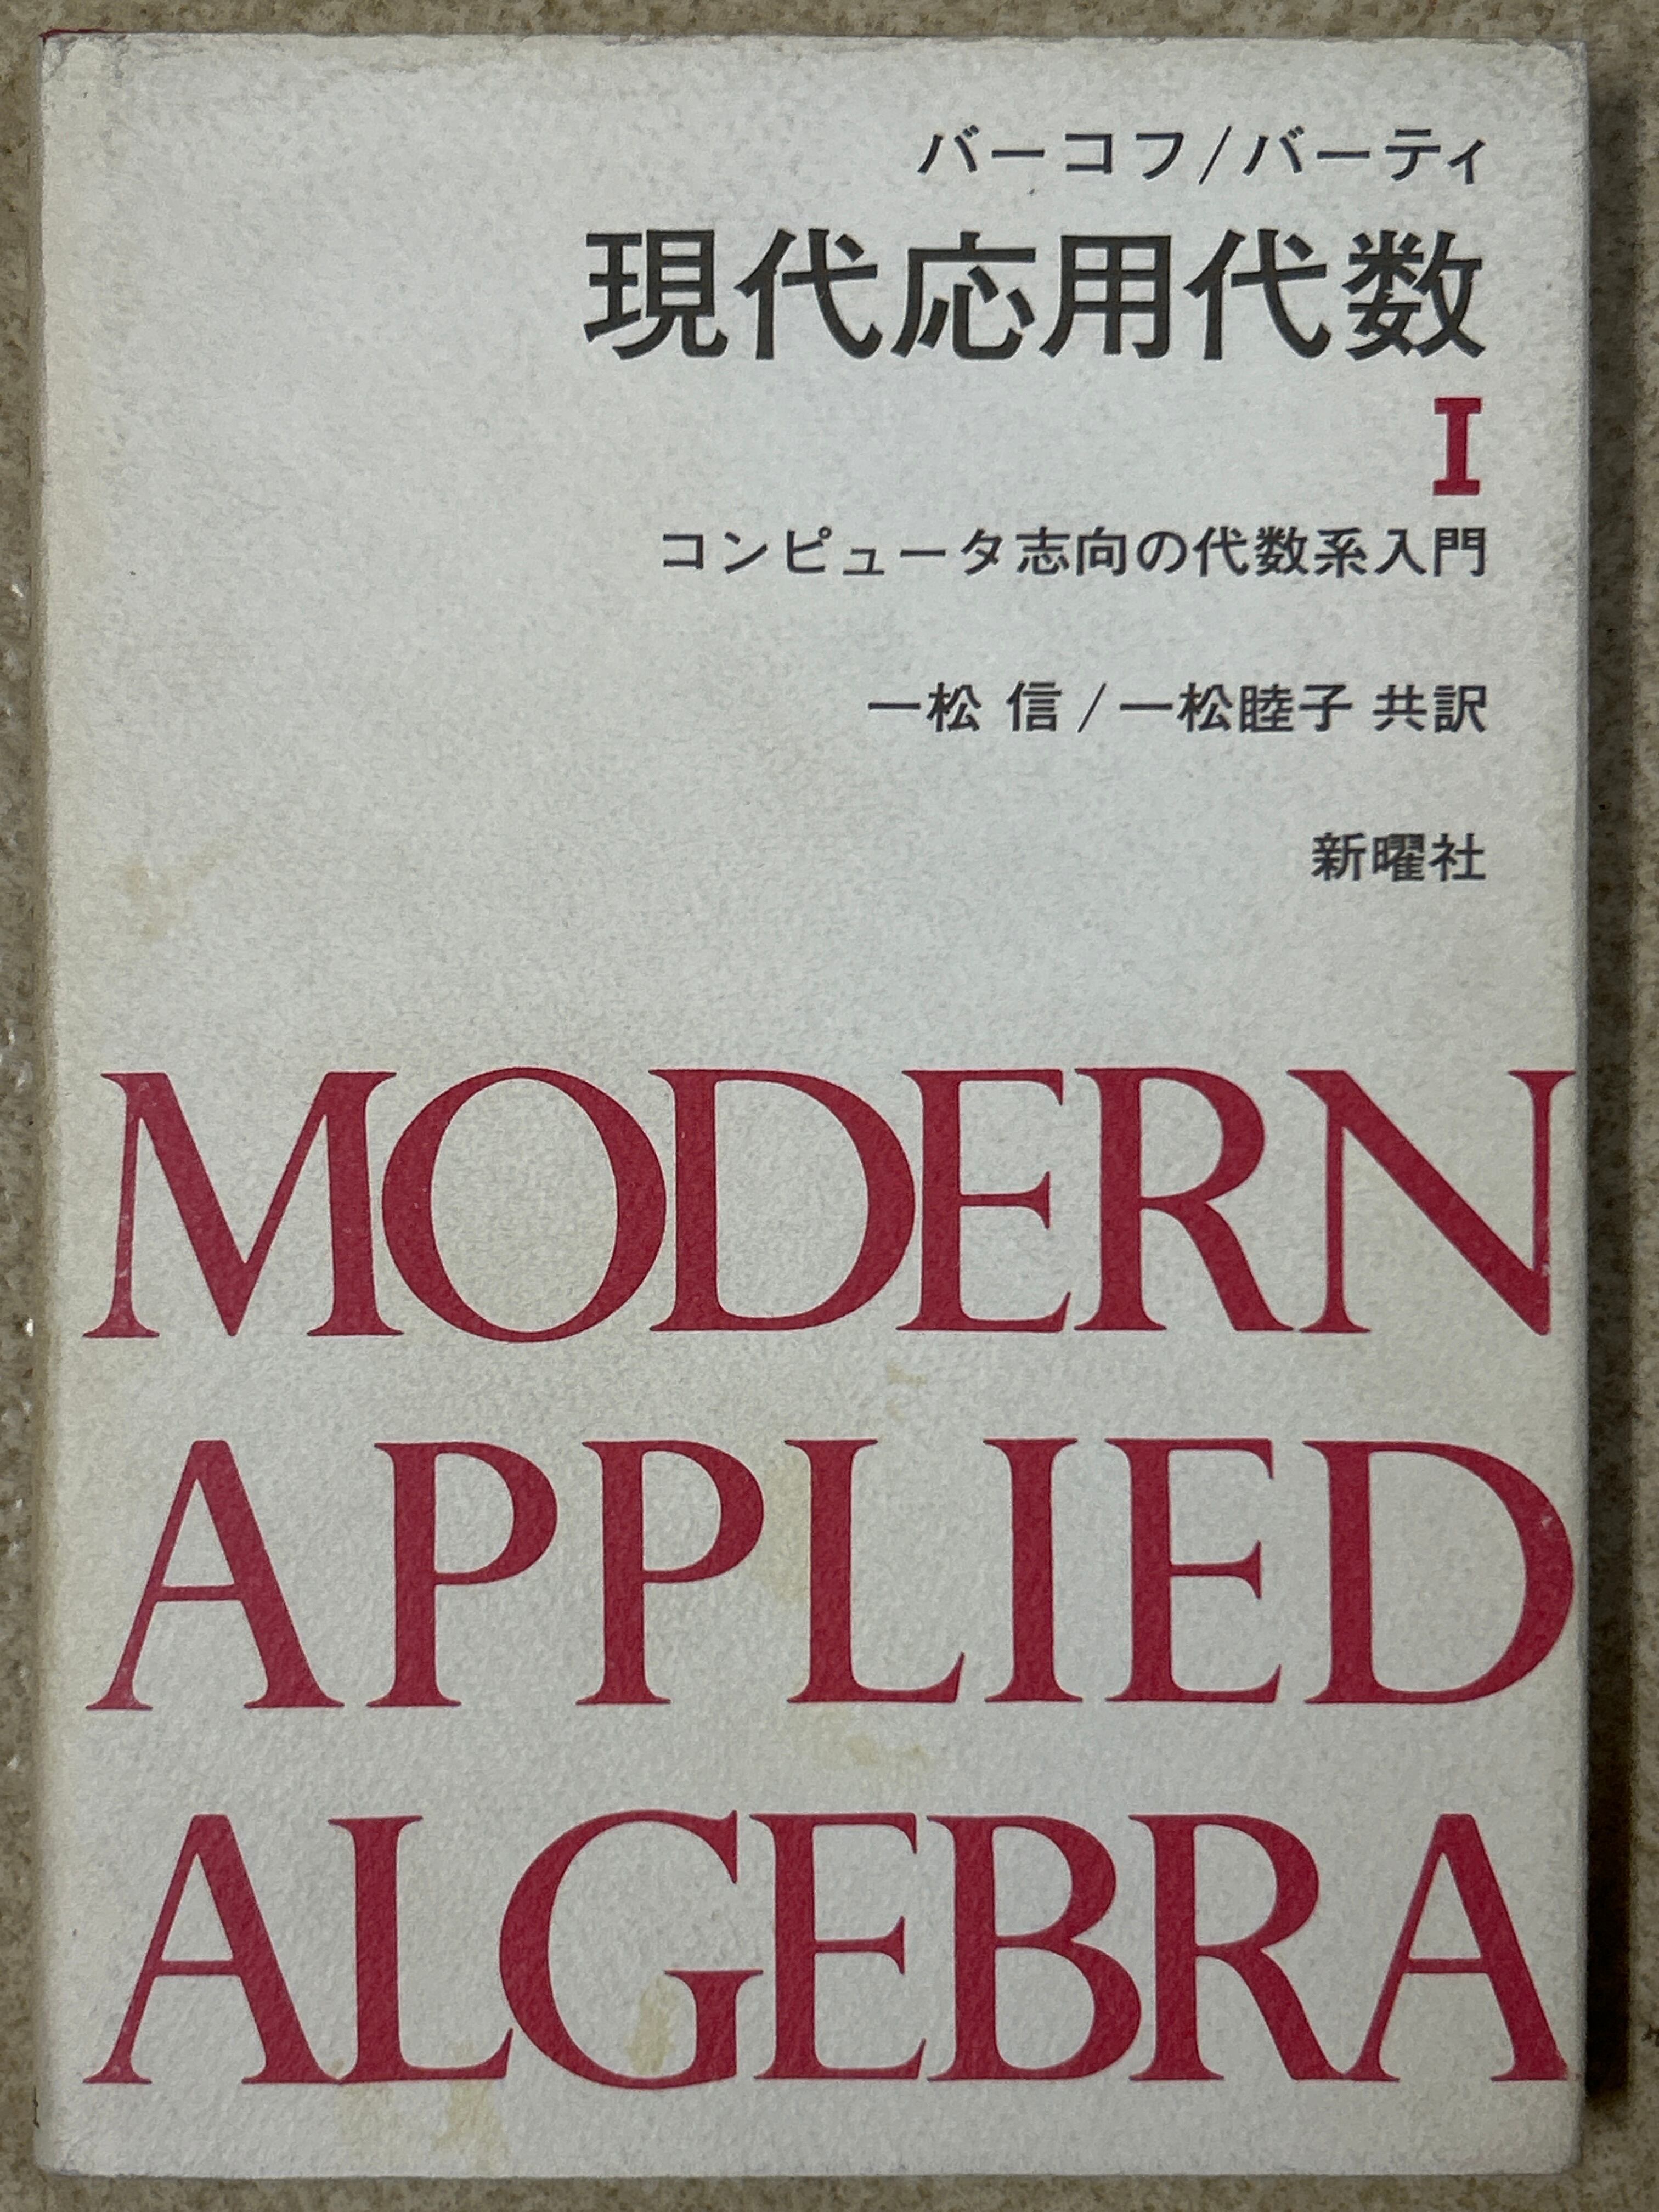 バーコフ/バーティ
現代応用代数
I
コンピュータ志向の代数系入門
一松 信/一松睦子 共訳
新曜社
MODERN
APPLIED
ALGEBRA